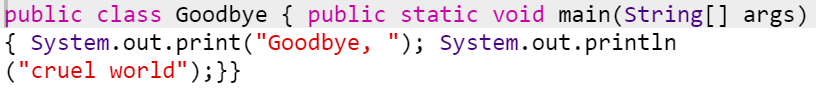 public class Goodbye { public static void main(String[] args)
{ System.out.print("Goodbye, "); System.out.println
("cruel world");}}